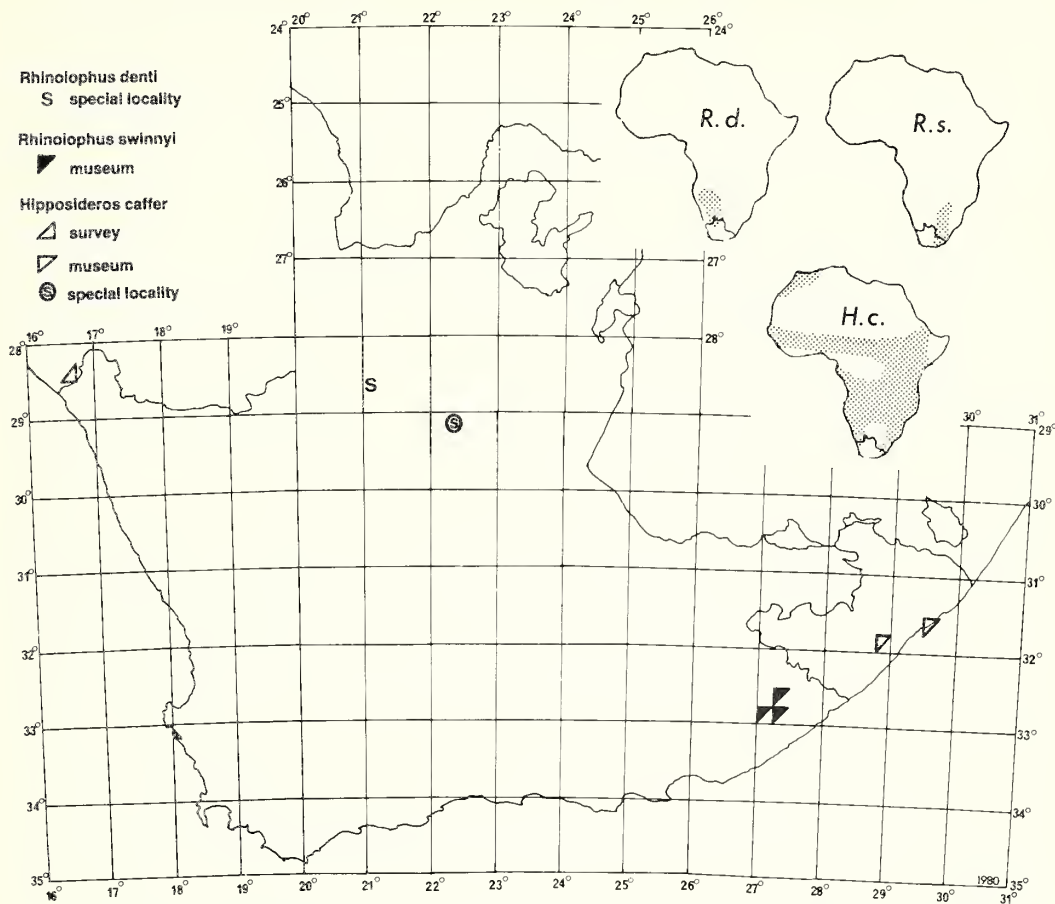 Rhinolophus denti
S special locality
Rhinolophus swinnyi
museum
Hipposideros caffer
survey
museum
S special locality
20° 21° 22° 23° 24° 25° 26°
24° 24°
25°
26°
27° 27°
28°
R.d.
R.s.
H.c.
16° 17° 18° 19°
28°
29°
30°
31°
32°
33°
34°
35°
S
S
30° 31°
29°
30°
31°
32°
33°
34°
35°
1980
16° 17° 18° 19° 20° 21° 22° 23° 24° 25° 26° 27° 28° 29° 30° 31°